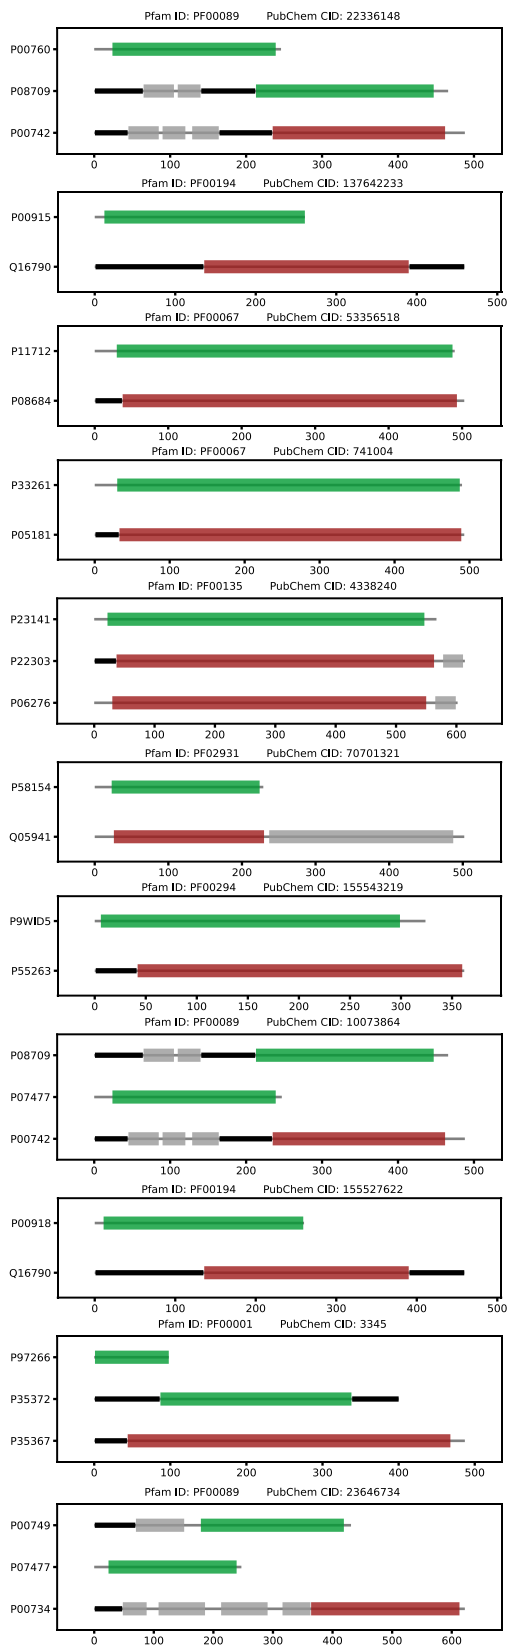 Pfam ID: PF00089 PubChem CID: 22336148
P00760
P08709
P00742
0 100 200 300 400 500
Pfam ID: PF00194 PubChem CID: 137642233
P00915
Q16790
0 100 200 300 400 500
Pfam ID: PF00067 PubChem CID: 53356518
P11712
P08684
0 100 200 300 400 500
Pfam ID: PF00067 PubChem CID: 741004
P33261
P05181
0 100 200 300 400 500
Pfam ID: PF00135 PubChem CID: 4338240
P23141
P22303
P06276
0 100 200 300 400 500 600
Pfam ID: PF02931 PubChem CID: 70701321
P58154
Q05941
0 100 200 300 400 500
Pfam ID: PF00294 PubChem CID: 155543219
P9WID5
P55263
0 50 100 150 200 250 300 350
Pfam ID: PF00089 PubChem CID: 10073864
P08709
P07477
P00742
0 100 200 300 400 500
Pfam ID: PF00194 PubChem CID: 155527622
P00918
Q16790
0 100 200 300 400 500
Pfam ID: PF00001 PubChem CID: 3345
P97266
P35372
P35367
0 100 200 300 400 500
Pfam ID: PF00089 PubChem CID: 23646734
P00749
P07477
P00734
0 100 200 300 400 500 600